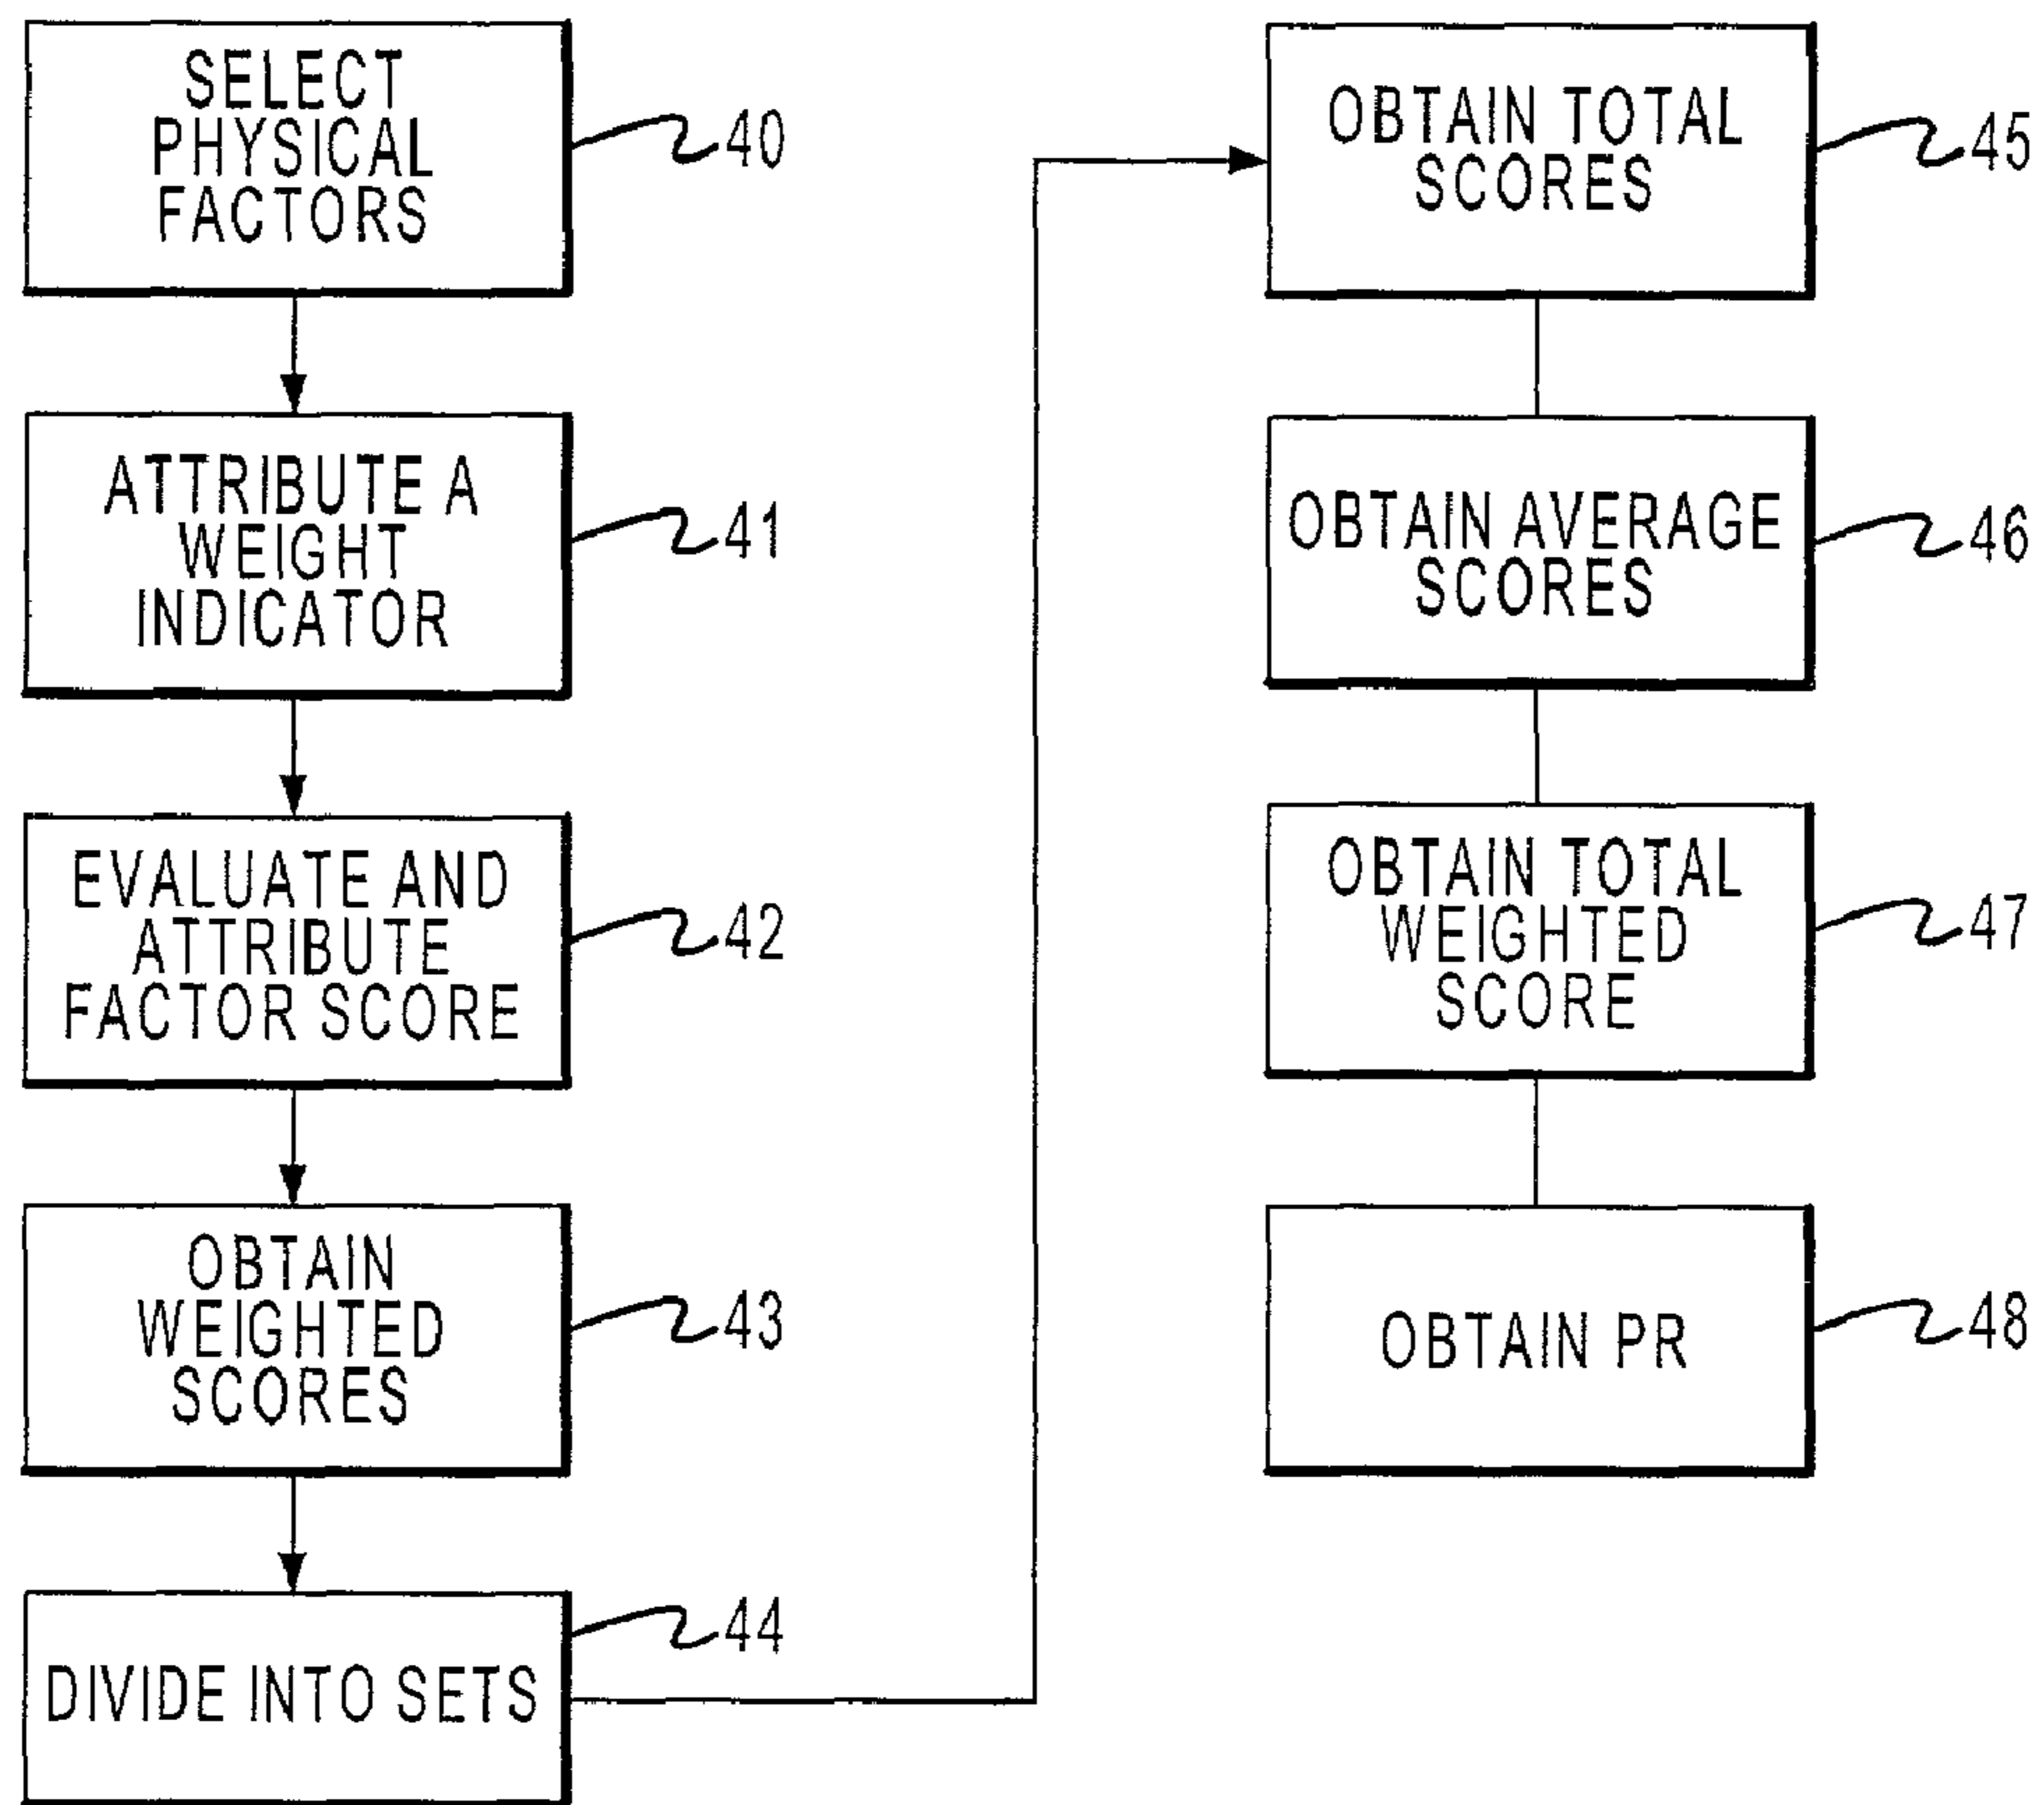 SELECT
PHYSICAL
FACTORS
40
ATTRIBUTE A
WEIGHT
INDICATOR
41
EVALUATE AND
ATTRIBUTE
FACTOR SCORE
42
OBTAIN
WEIGHTED
SCORES
43
DIVIDE INTO SETS
44
OBTAIN TOTAL
SCORES
45
OBTAIN AVERAGE
SCORES
46
OBTAIN TOTAL
WEIGHTED
SCORE
47
OBTAIN PR
48